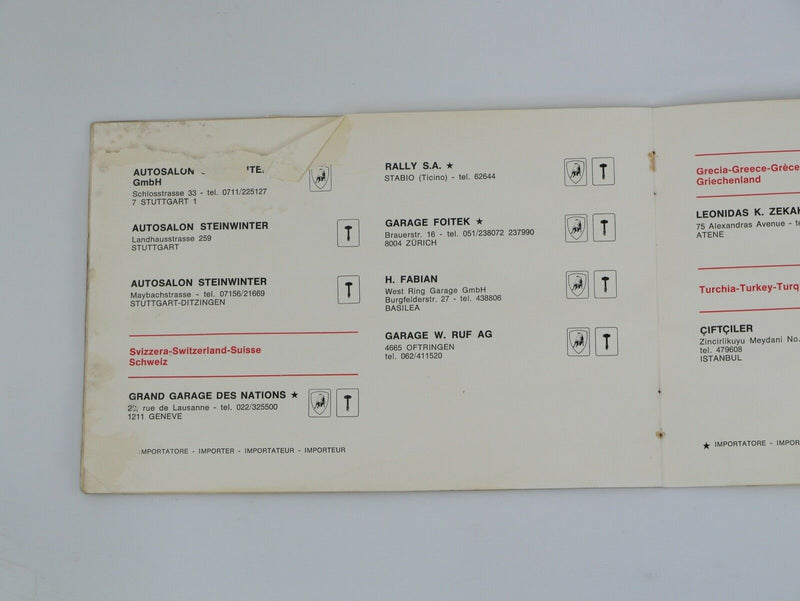 AUTOSALON
GmbH
Schlosstrasse 33 - tel. 0711/225127
7 STUTTGART 1
AUTOSALON STEINWINTER
Landhausstrasse 259
STUTTGART
AUTOSALON STEINWINTER
Maybachstrasse - tel. 07156/21669
STUTTGART-DITZINGEN
Svizzera-Switzerland-Suisse
Schweiz
GRAND GARAGE DES NATIONS ★
rue de Lausanne - tel. 022/325500
1211 GENEVE
IMPORTATORE - IMPORTER - IMPORTATEUR - IMPORTEUR
RALLY S.A. ★
STABIO (Ticino) - tel. 62644
GARAGE FOITEK ★
Brauerstr. 16 - tel. 051/238072 237990
8004 ZÜRICH
H. FABIAN
West Ring Garage GmbH
Burgfelderstr. 27 - tel. 438806
BASILEA
GARAGE W. RUF AG
4665 OFTRINGEN
tel. 062/411520
Grecia-Greece-Grèce
Griechenland
LEONIDAS K. ZEKAK
75 Alexandras Avenue - te
ATENE
Turchia-Turkey-Turq
ÇIFTÇILER
Zincirlikuyu Meydani No.
tel. 479608
ISTANBUL
★ IMPORTATORE - IMPOR